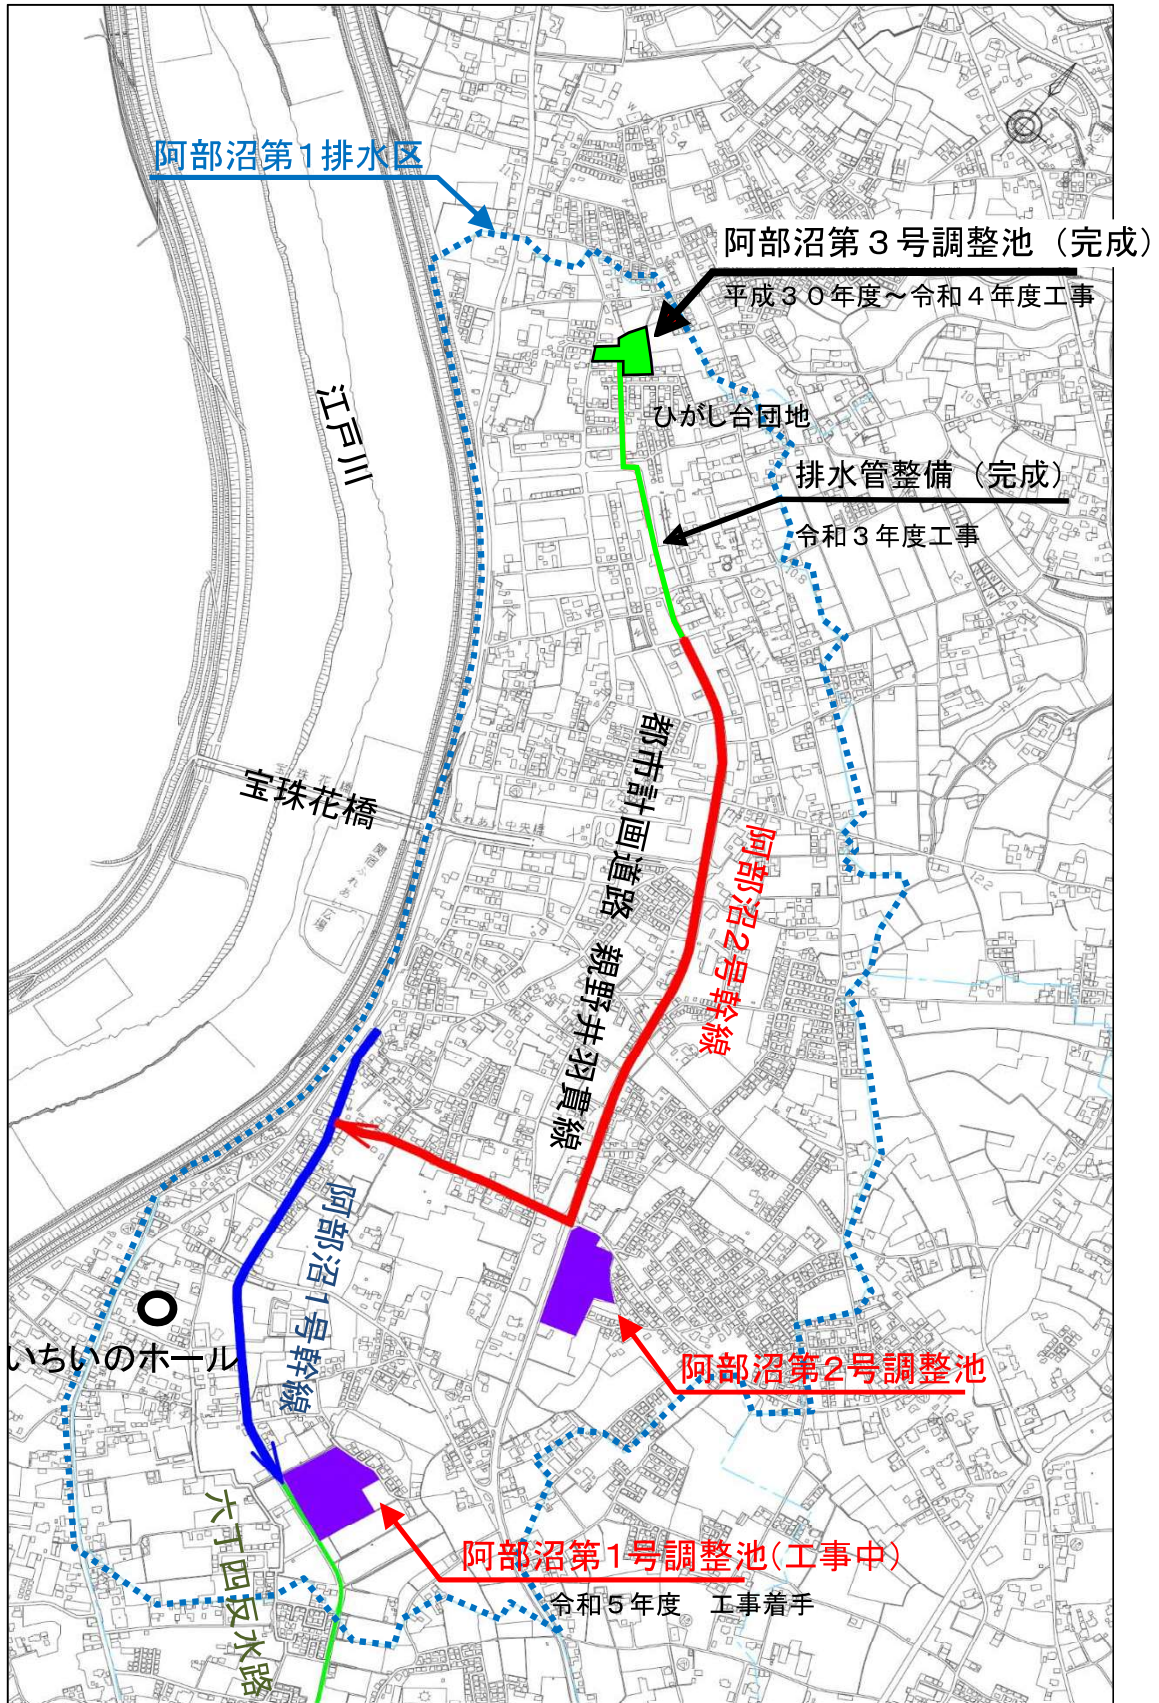 阿部沼第1排水区
阿部沼第3号調整池（完成）
平成30年度～令和4年度工事
江戸川
ひがし台団地
排水管整備（完成）
令和3年度工事
都市計画道路 親野井羽貫線
宝珠花橋
阿部沼2号幹線
阿部沼1号幹線
いちいのホール
阿部沼第2号調整池
六丁四反水路
阿部沼第1号調整池(工事中)
令和5年度 工事着手